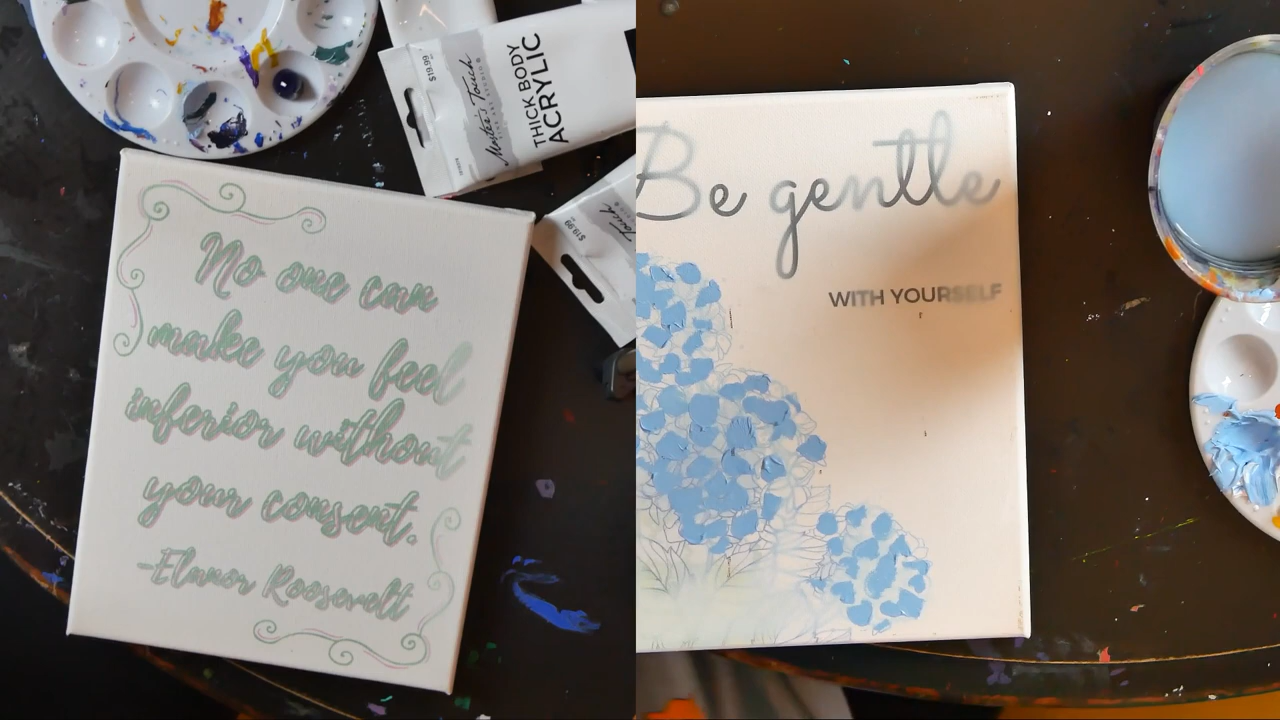 No one can
make you feel
inferior without
your consent.
-Elanor Roosevelt
$19.99
Master's Touch
THICK BODY
ACRYLIC
$19.99
Be gentle
WITH YOURSELF